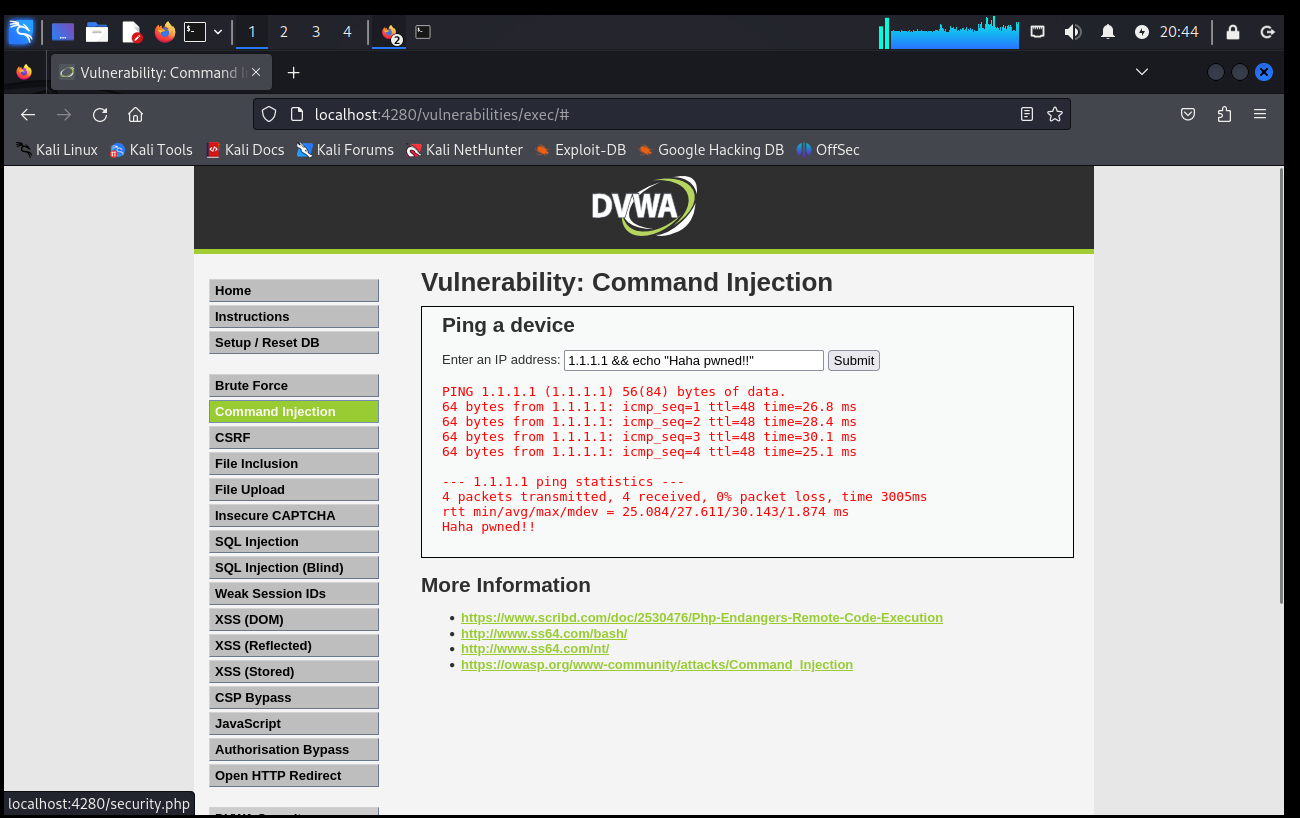 1 2 3 4 2 20:44
Vulnerability: Command I
localhost:4280/vulnerabilities/exec/#
Kali Linux Kali Tools Kali Docs Kali Forums Kali NetHunter Exploit-DB Google Hacking DB OffSec
DVWA
Home
Instructions
Setup / Reset DB
Brute Force
Command Injection
CSRF
File Inclusion
File Upload
Insecure CAPTCHA
SQL Injection
SQL Injection (Blind)
Weak Session IDs
XSS (DOM)
XSS (Reflected)
XSS (Stored)
CSP Bypass
JavaScript
Authorisation Bypass
Open HTTP Redirect
Vulnerability: Command Injection
Ping a device
Enter an IP address: 1.1.1.1 && echo "Haha pwned!!" Submit
PING 1.1.1.1 (1.1.1.1) 56(84) bytes of data.
64 bytes from 1.1.1.1: icmp_seq=1 ttl=48 time=26.8 ms
64 bytes from 1.1.1.1: icmp_seq=2 ttl=48 time=28.4 ms
64 bytes from 1.1.1.1: icmp_seq=3 ttl=48 time=30.1 ms
64 bytes from 1.1.1.1: icmp_seq=4 ttl=48 time=25.1 ms
--- 1.1.1.1 ping statistics ---
4 packets transmitted, 4 received, 0% packet loss, time 3005ms
rtt min/avg/max/mdev = 25.084/27.611/30.143/1.874 ms
Haha pwned!!
More Information
https://www.scribd.com/doc/2530476/Php-Endangers-Remote-Code-Execution
http://www.ss64.com/bash/
http://www.ss64.com/nt/
https://owasp.org/www-community/attacks/Command_Injection
localhost:4280/security.php